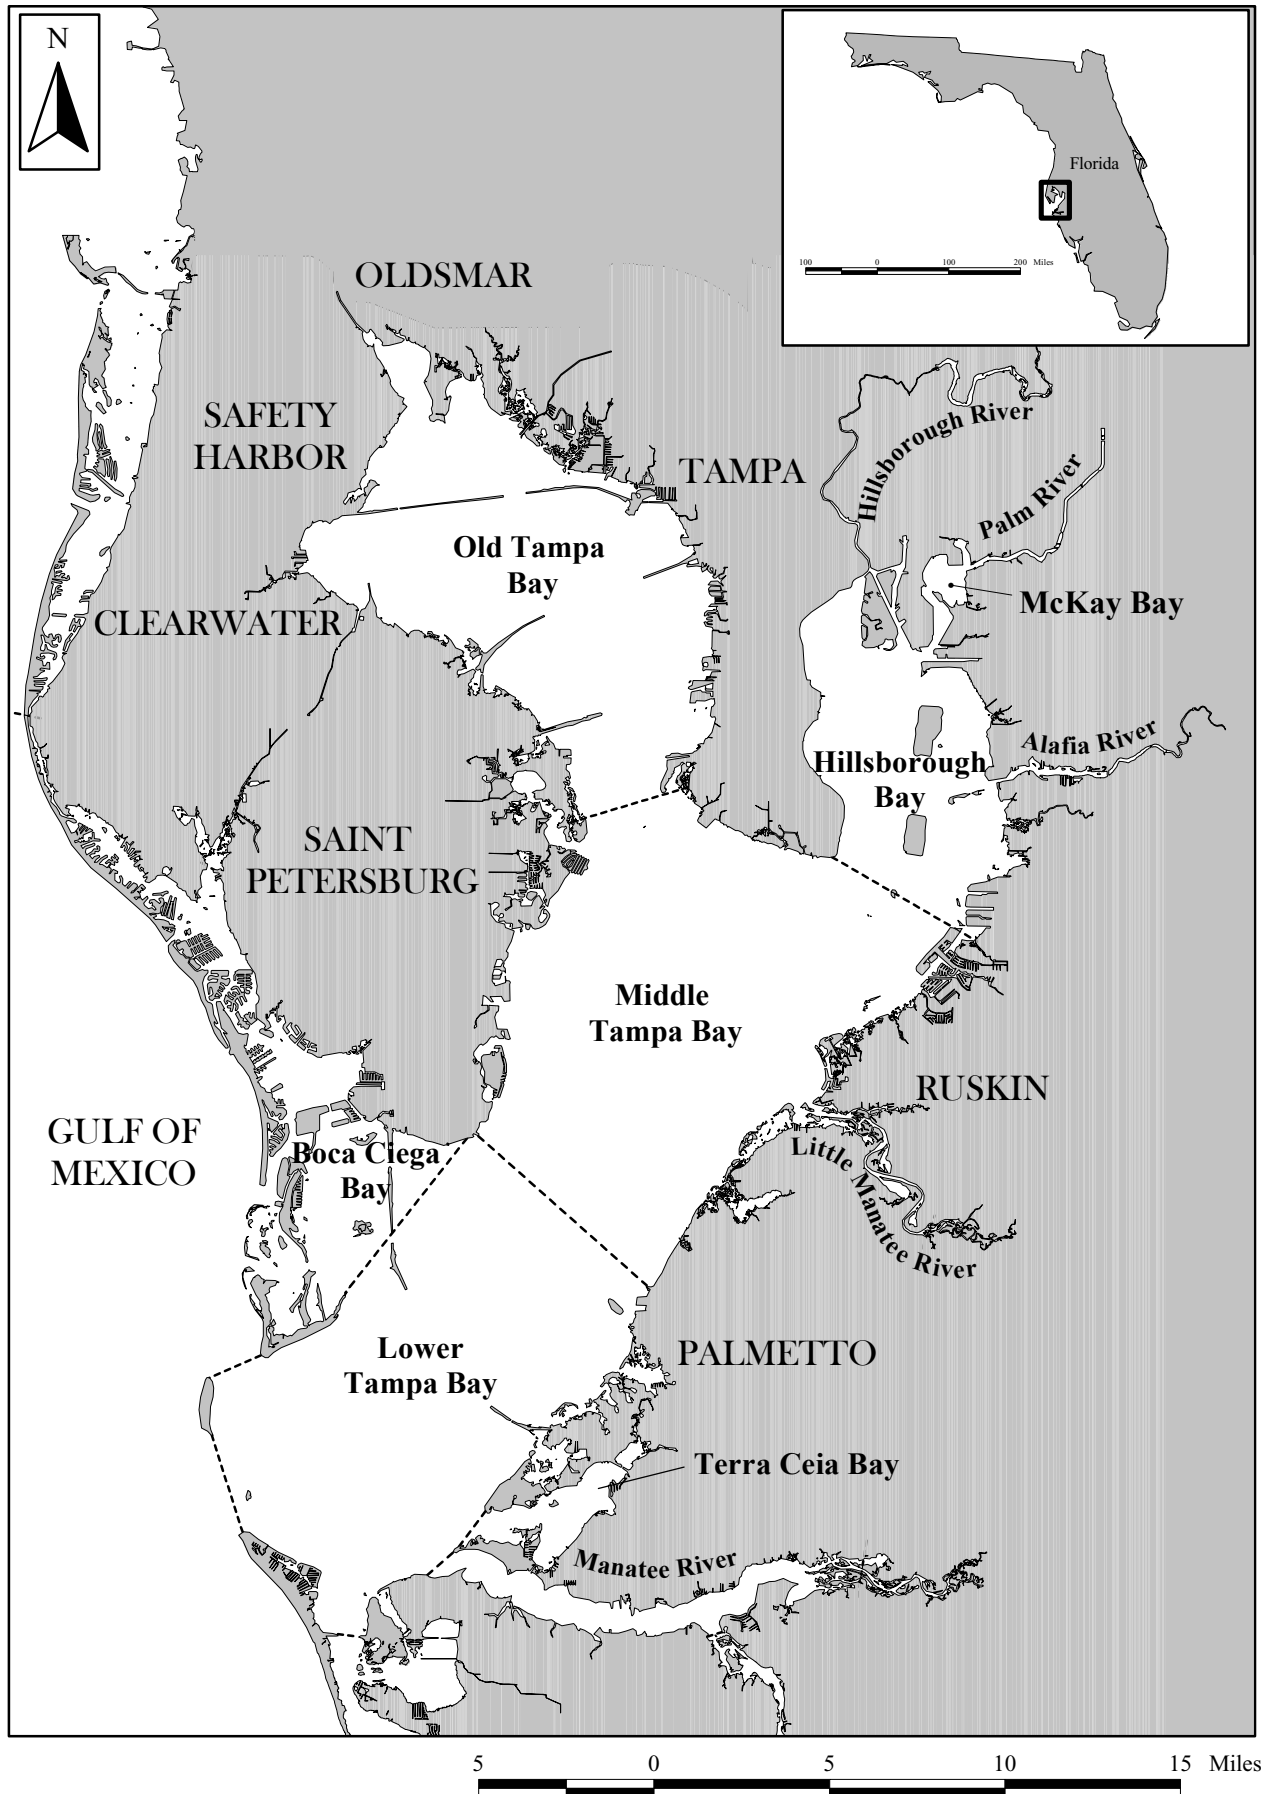 N
Florida
100 0 100 200 Miles
OLDSMAR
SAFETY
HARBOR
TAMPA
Hillsborough River
Palm River
Old Tampa
Bay
McKay Bay
CLEARWATER
Alafia River
Hillsborough
Bay
SAINT
PETERSBURG
Middle
Tampa Bay
RUSKIN
GULF OF
MEXICO
Boca Ciega
Bay
Little Manatee River
Lower
Tampa Bay
PALMETTO
Terra Ceia Bay
Manatee River
5 0 5 10 15 Miles